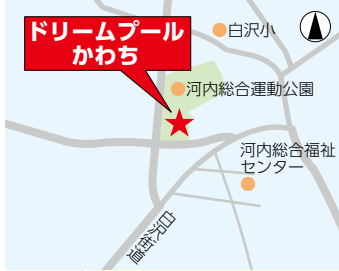 ドリームプール
かわち
白沢小
河内総合運動公園
河内総合福祉
センター
白沢街道